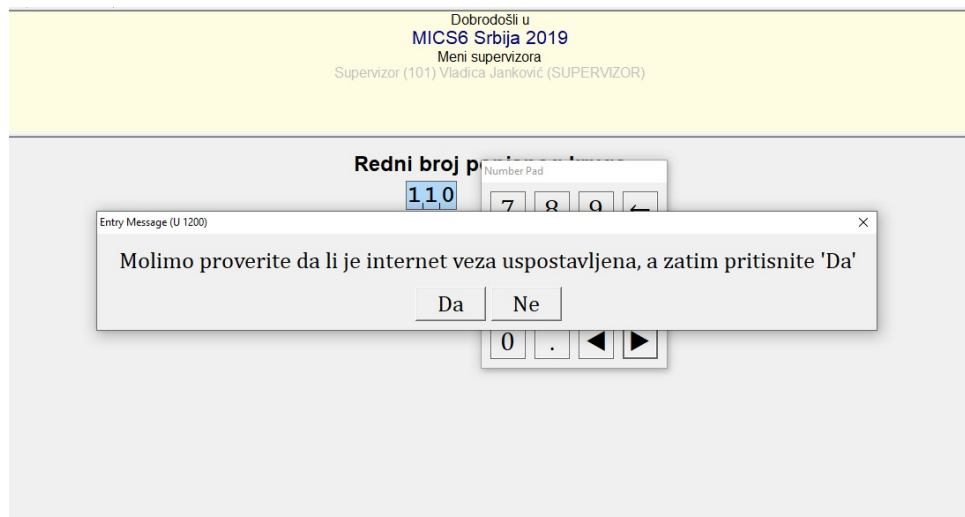 Dobrodošli u
MICS6 Srbija 2019
Meni supervizora
Supervizor (101) Vladica Janković (SUPERVIZOR)
Redni broj
Number Pad
110
7 8 9 ←
Entry Message (U 1200)
Molimo proverite da li je internet veza uspostavljena, a zatim pritisnite 'Da'
Da Ne
0 . ◀ ▶